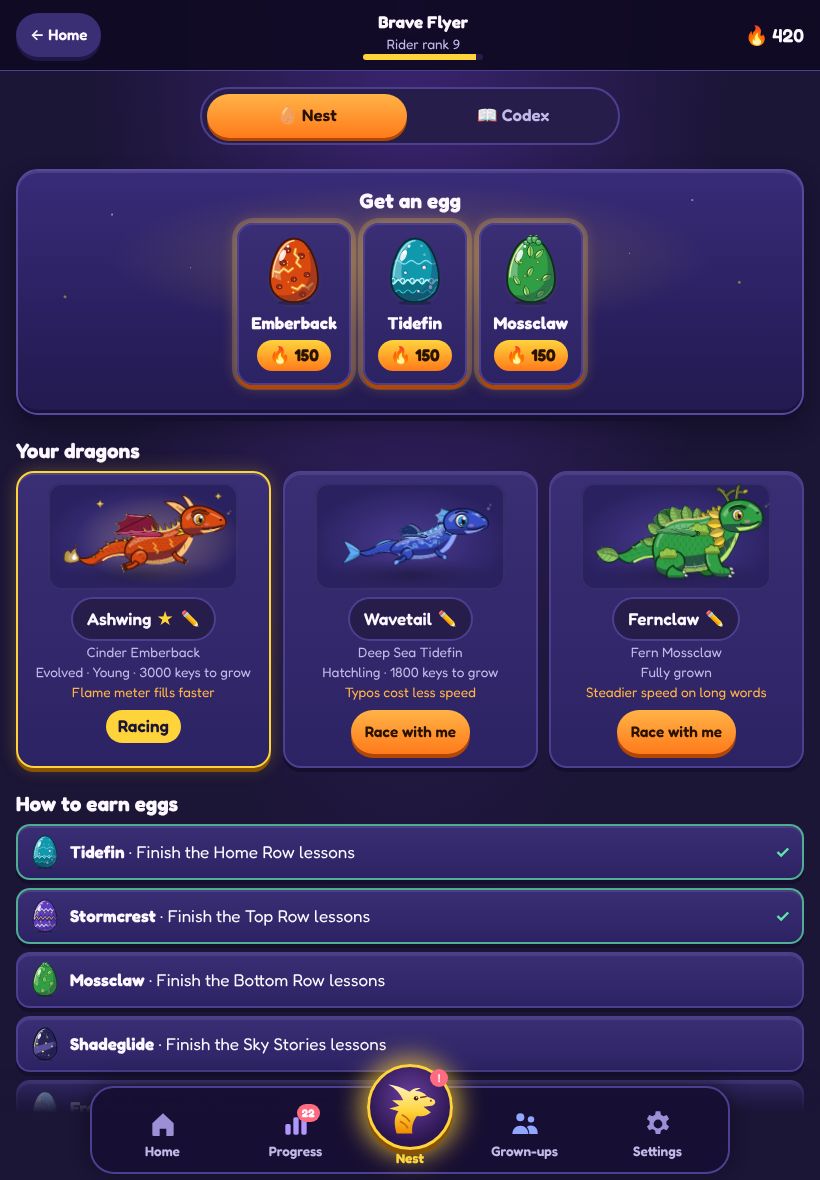 ← Home
Brave Flyer
Rider rank 9
🔥 420
🥚 Nest
📖 Codex
Get an egg
Emberback
🔥 150
Tidefin
🔥 150
Mossclaw
🔥 150
Your dragons
Ashwing ★ ✏️
Cinder Emberback
Evolved · Young · 3000 keys to grow
Flame meter fills faster
Racing
Wavetail ✏️
Deep Sea Tidefin
Hatchling · 1800 keys to grow
Typos cost less speed
Race with me
Fernclaw ✏️
Fern Mossclaw
Fully grown
Steadier speed on long words
Race with me
How to earn eggs
Tidefin · Finish the Home Row lessons ✓
Stormcrest · Finish the Top Row lessons ✓
Mossclaw · Finish the Bottom Row lessons
Shadeglide · Finish the Sky Stories lessons
Home
22
Progress
!
Nest
Grown-ups
Settings